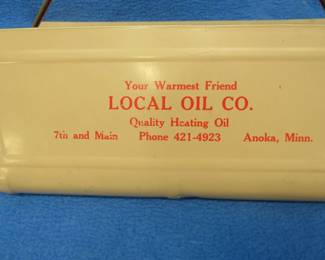 Your Warmest Friend
LOCAL OIL CO.
Quality Heating Oil
7th and Main Phone 421-4923 Anoka, Minn.